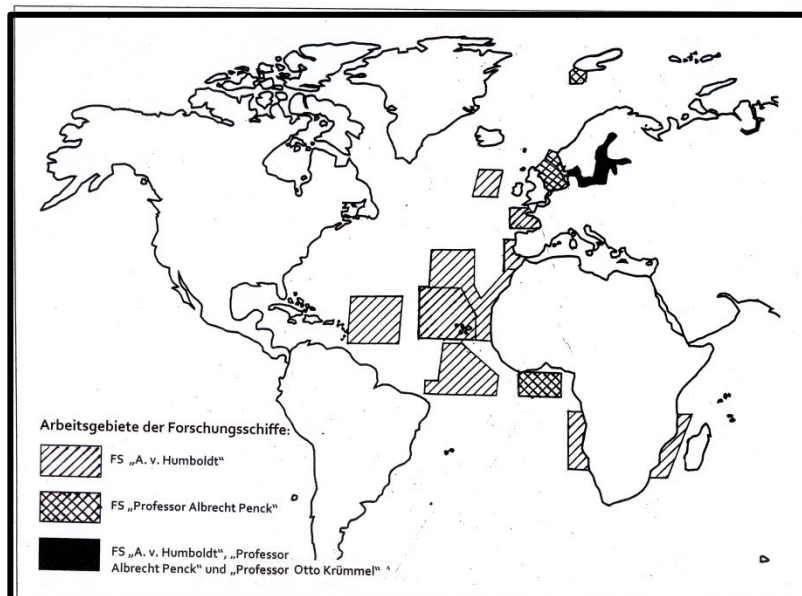 Arbeitsgebiete der Forschungsschiffe:
FS „A. v. Humboldt“
FS „Professor Albrecht Penck“
FS „A. v. Humboldt“, „Professor
Albrecht Penck“ und „Professor Otto Krümmel“